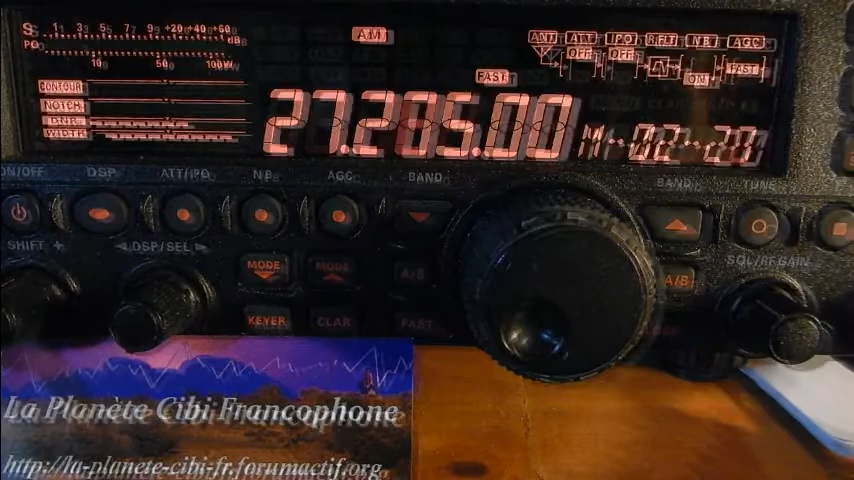 S 1 3 5 7 9 +20 +40 +60 dB
PO 0 10 50 100W
AM
ANT ATT IPO RFLT NB AGC
OFF OFF ON FAST
FAST
CONTOUR
NOTCH
DNR
WIDTH
27.285.00
ON/OFF DSP ATT/IPO NB AGC BAND BAND TUNE
SHIFT + ◄DSP/SEL► MODE MODE A/B A/B SQL/RF GAIN
KEYER CLAR FAST
La Planète Cibi Francophone
http://la-planete-cibi-fr.forumactif.org